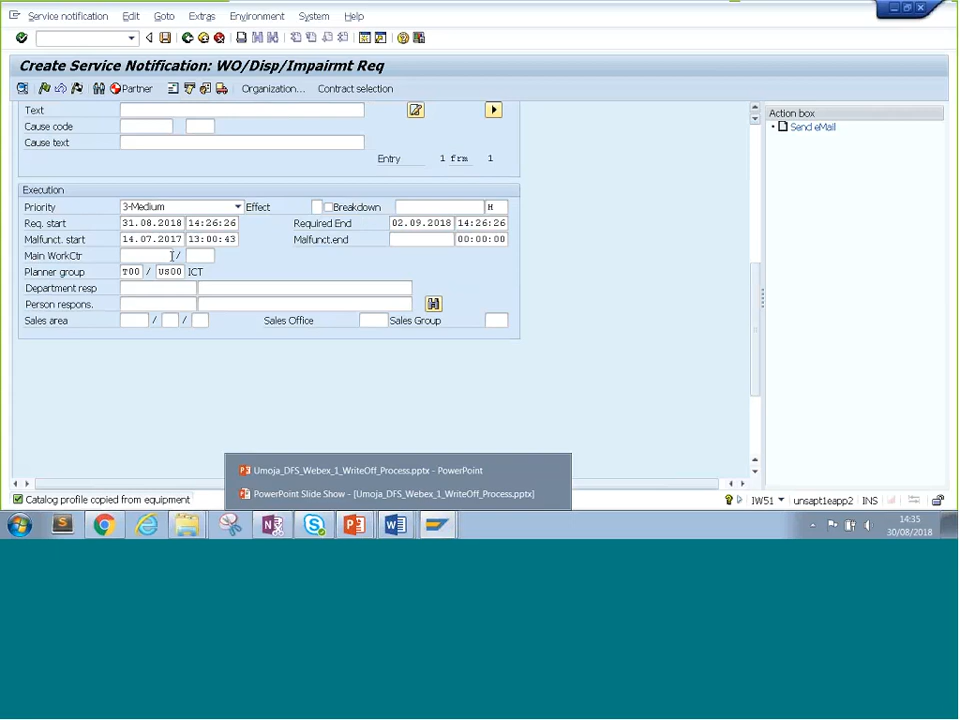 Service notification Edit Goto Extras Environment System Help
Create Service Notification: WO/Disp/Impairmt Req
Partner Organization... Contract selection
Text
Cause code
Cause text
Entry 1 frm 1
Action box
Send eMail
Execution
Priority 3-Medium Effect Breakdown H
Req. start 31.08.2018 14:26:26 Required End 02.09.2018 14:26:26
Malfunct. start 14.07.2017 13:00:43 Malfunct.end 00:00:00
Main WorkCtr /
Planner group T00 / US00 ICT
Department resp
Person respons.
Sales area / / Sales Office Sales Group
Umoja_DFS_Webex_1_WriteOff_Process.pptx - PowerPoint
PowerPoint Slide Show - [Umoja_DFS_Webex_1_WriteOff_Process.pptx]
Catalog profile copied from equipment IW51 unsapt1eapp2 INS
14:35
30/08/2018